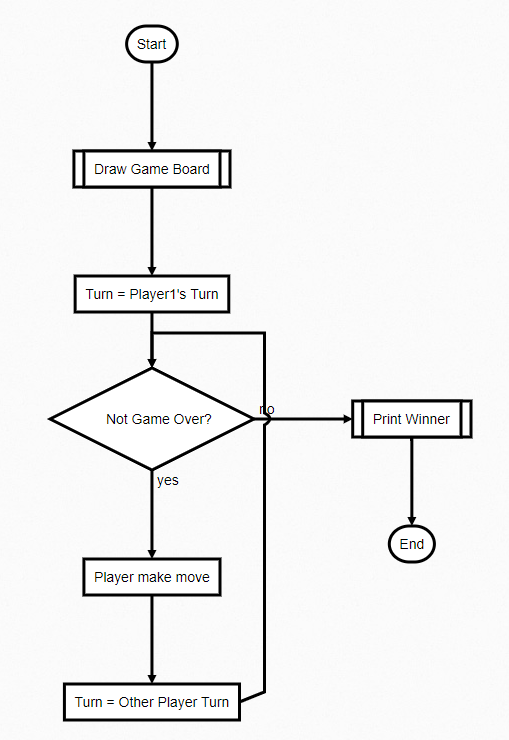 Start
Draw Game Board
Turn = Player1's Turn
Not Game Over?
no
Print Winner
yes
End
Player make move
Turn = Other Player Turn